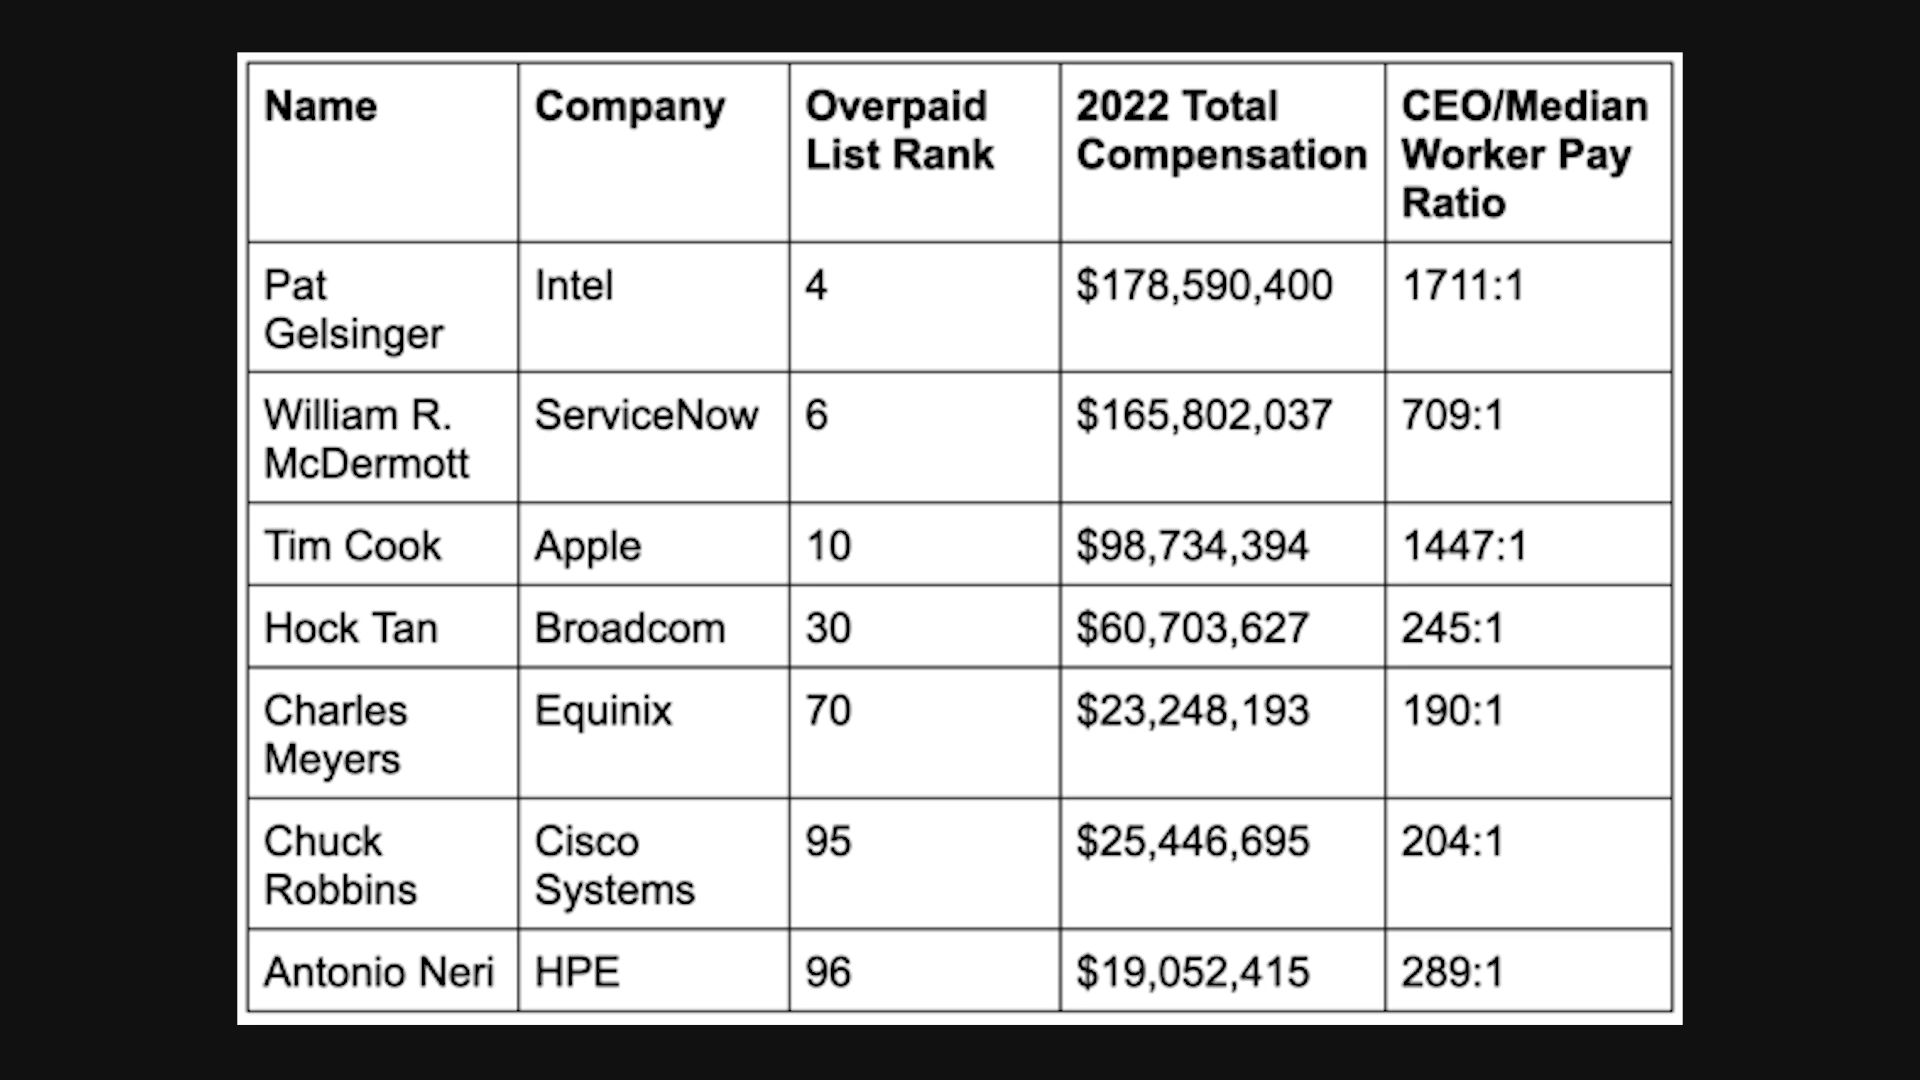 Name Company Overpaid List Rank 2022 Total Compensation CEO/Median Worker Pay Ratio
Pat Gelsinger Intel 4 $178,590,400 1711:1
William R. McDermott ServiceNow 6 $165,802,037 709:1
Tim Cook Apple 10 $98,734,394 1447:1
Hock Tan Broadcom 30 $60,703,627 245:1
Charles Meyers Equinix 70 $23,248,193 190:1
Chuck Robbins Cisco Systems 95 $25,446,695 204:1
Antonio Neri HPE 96 $19,052,415 289:1